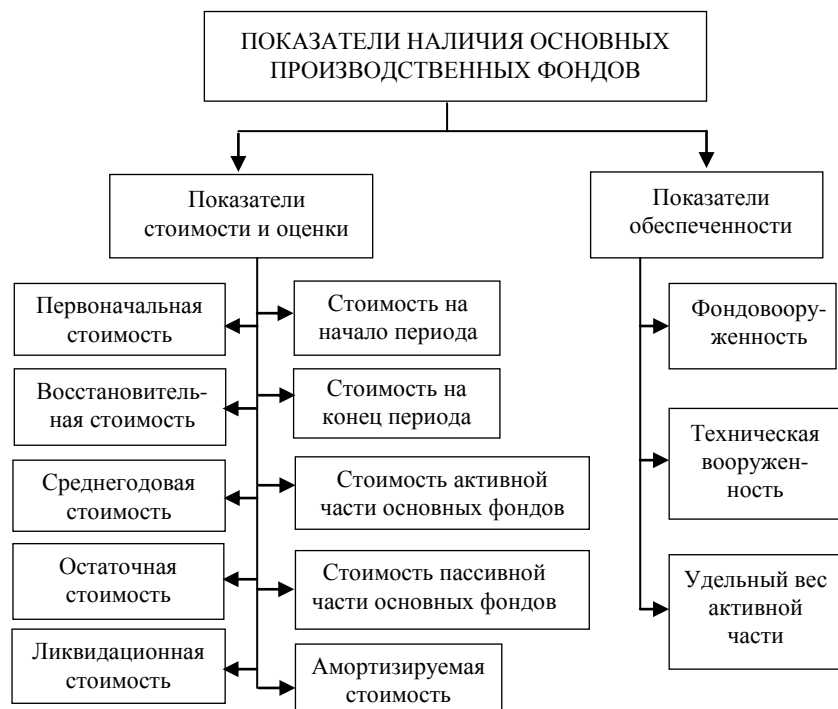 ПОКАЗАТЕЛИ НАЛИЧИЯ ОСНОВНЫХ
ПРОИЗВОДСТВЕННЫХ ФОНДОВ
Показатели
стоимости и оценки
Показатели
обеспеченности
Первоначальная
стоимость
Стоимость на
начало периода
Фондовоору-
женность
Восстановитель-
ная стоимость
Стоимость на
конец периода
Техническая
вооружен-
ность
Среднегодовая
стоимость
Стоимость активной
части основных фондов
Остаточная
стоимость
Стоимость пассивной
части основных фондов
Удельный вес
активной
части
Ликвидационная
стоимость
Амортизируемая
стоимость